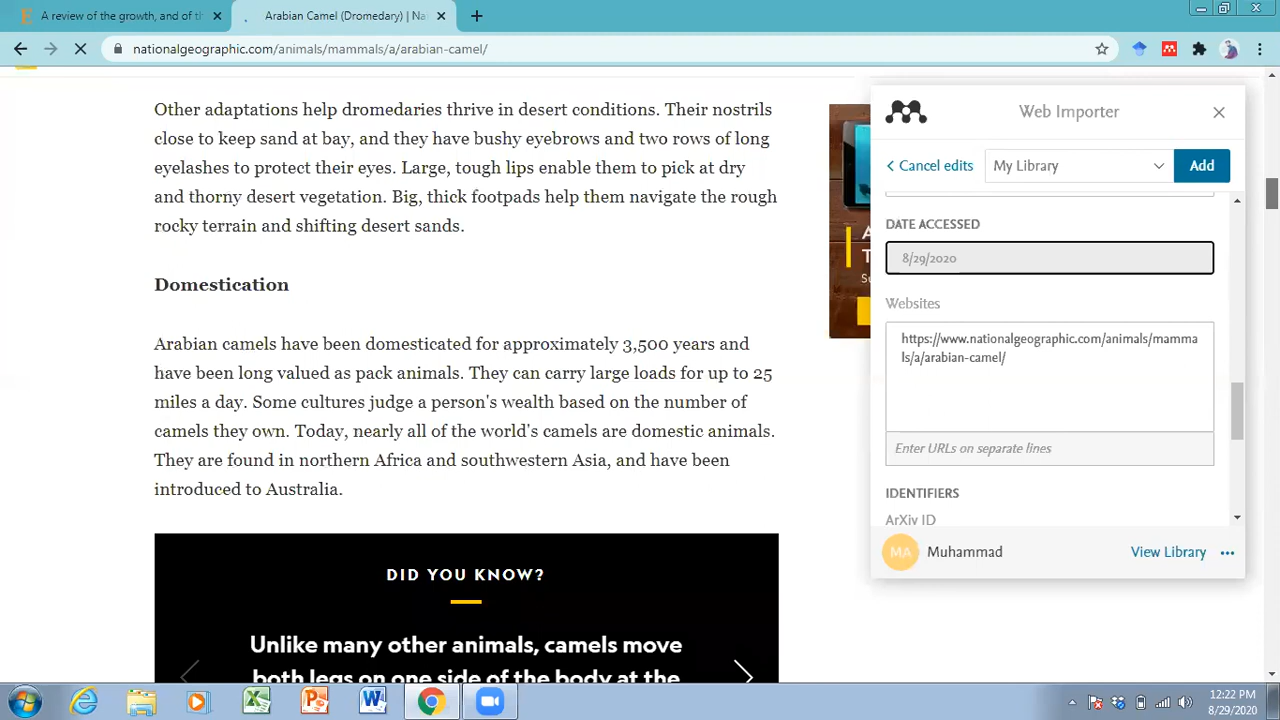 A review of the growth, and of th
Arabian Camel (Dromedary) | Na
nationalgeographic.com/animals/mammals/a/arabian-camel/
Other adaptations help dromedaries thrive in desert conditions. Their nostrils
close to keep sand at bay, and they have bushy eyebrows and two rows of long
eyelashes to protect their eyes. Large, tough lips enable them to pick at dry
and thorny desert vegetation. Big, thick footpads help them navigate the rough
rocky terrain and shifting desert sands.
Domestication
Arabian camels have been domesticated for approximately 3,500 years and
have been long valued as pack animals. They can carry large loads for up to 25
miles a day. Some cultures judge a person's wealth based on the number of
camels they own. Today, nearly all of the world's camels are domestic animals.
They are found in northern Africa and southwestern Asia, and have been
introduced to Australia.
DID YOU KNOW?
Unlike many other animals, camels move
both legs on one side of the body at the
Web Importer
Cancel edits
My Library
Add
DATE ACCESSED
8/29/2020
Websites
https://www.nationalgeographic.com/animals/mamma
ls/a/arabian-camel/
Enter URLs on separate lines
IDENTIFIERS
ArXiv ID
MA
Muhammad
View Library
12:22 PM
8/29/2020